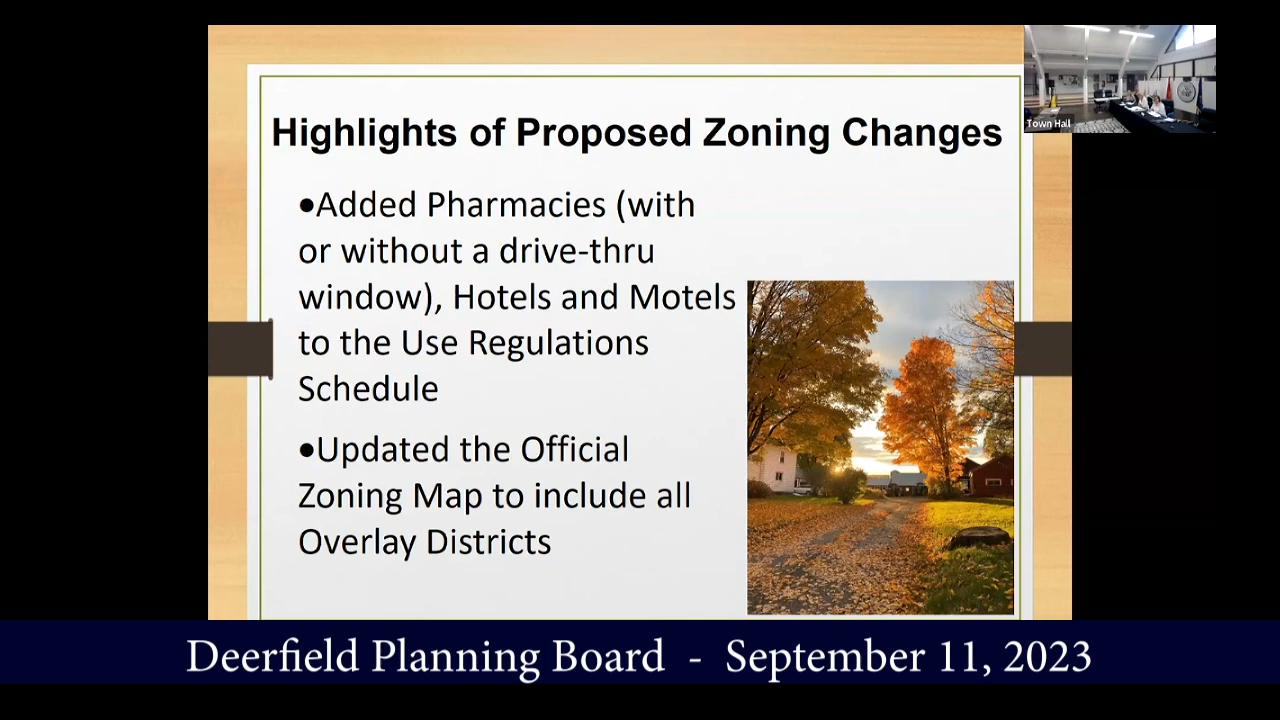 Town Hall
Highlights of Proposed Zoning Changes
•Added Pharmacies (with
or without a drive-thru
window), Hotels and Motels
to the Use Regulations
Schedule
•Updated the Official
Zoning Map to include all
Overlay Districts
Deerfield Planning Board - September 11, 2023